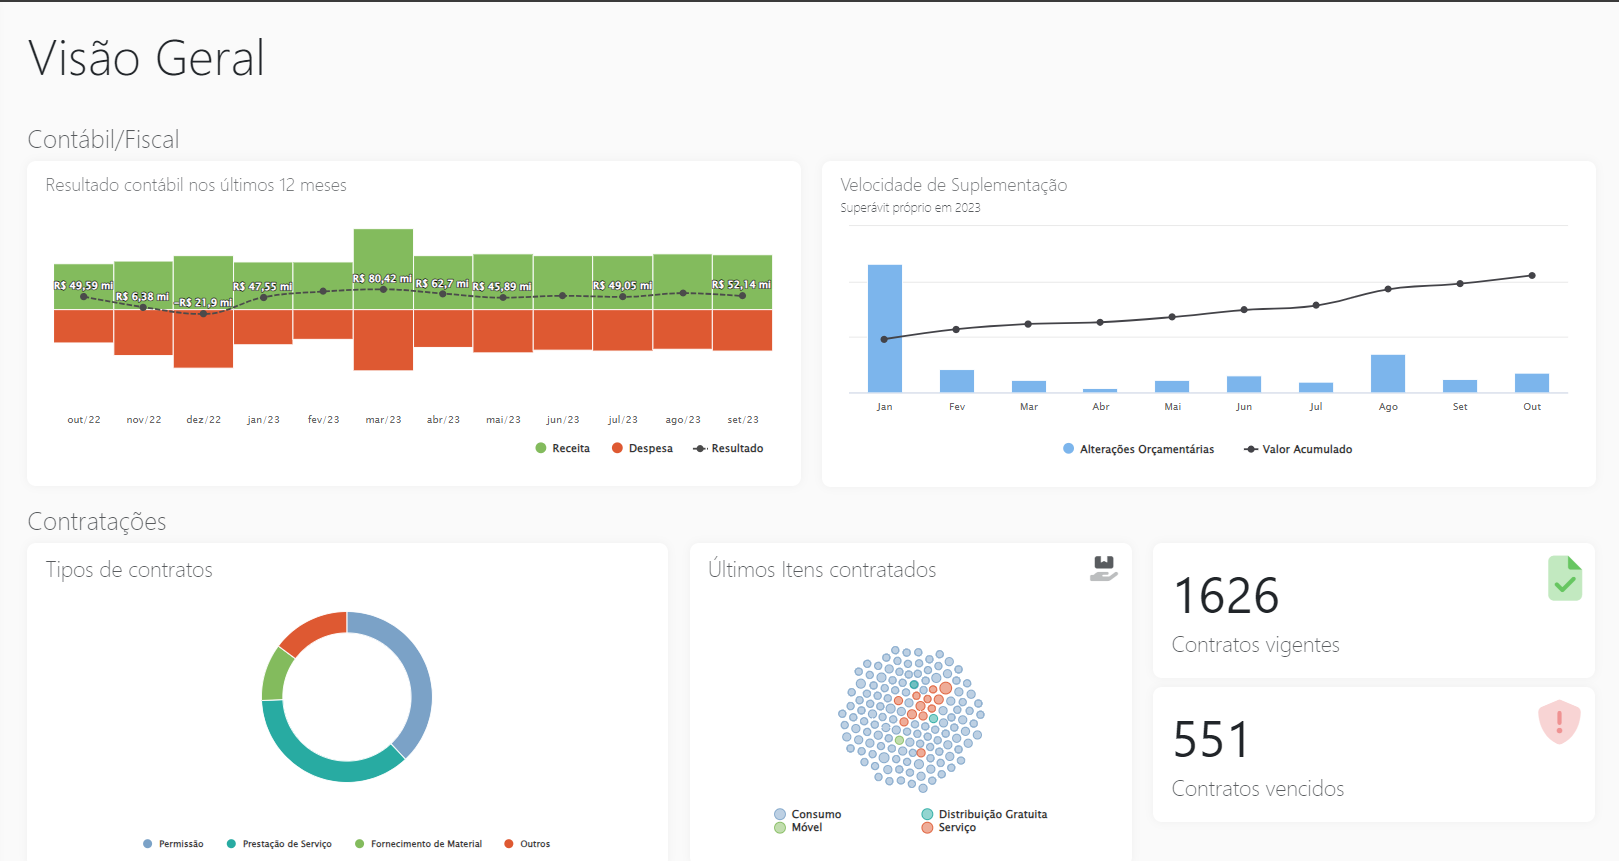 Visão Geral
Contábil/Fiscal
Resultado contábil nos últimos 12 meses
R$ 49,59 mi
R$ 6,38 mi
-R$ 21,9 mi
R$ 47,55 mi
R$ 80,42 mi
R$ 62,7 mi
R$ 45,89 mi
R$ 49,05 mi
R$ 52,14 mi
out/22 nov/22 dez/22 jan/23 fev/23 mar/23 abr/23 mai/23 jun/23 jul/23 ago/23 set/23
Receita Despesa Resultado
Velocidade de Suplementação
Superávit próprio em 2023
Jan Fev Mar Abr Mai Jun Jul Ago Set Out
Alterações Orçamentárias Valor Acumulado
Contratações
Tipos de contratos
Permissão Prestação de Serviço Fornecimento de Material Outros
Últimos Itens contratados
Consumo Distribuição Gratuita
Móvel Serviço
1626
Contratos vigentes
551
Contratos vencidos